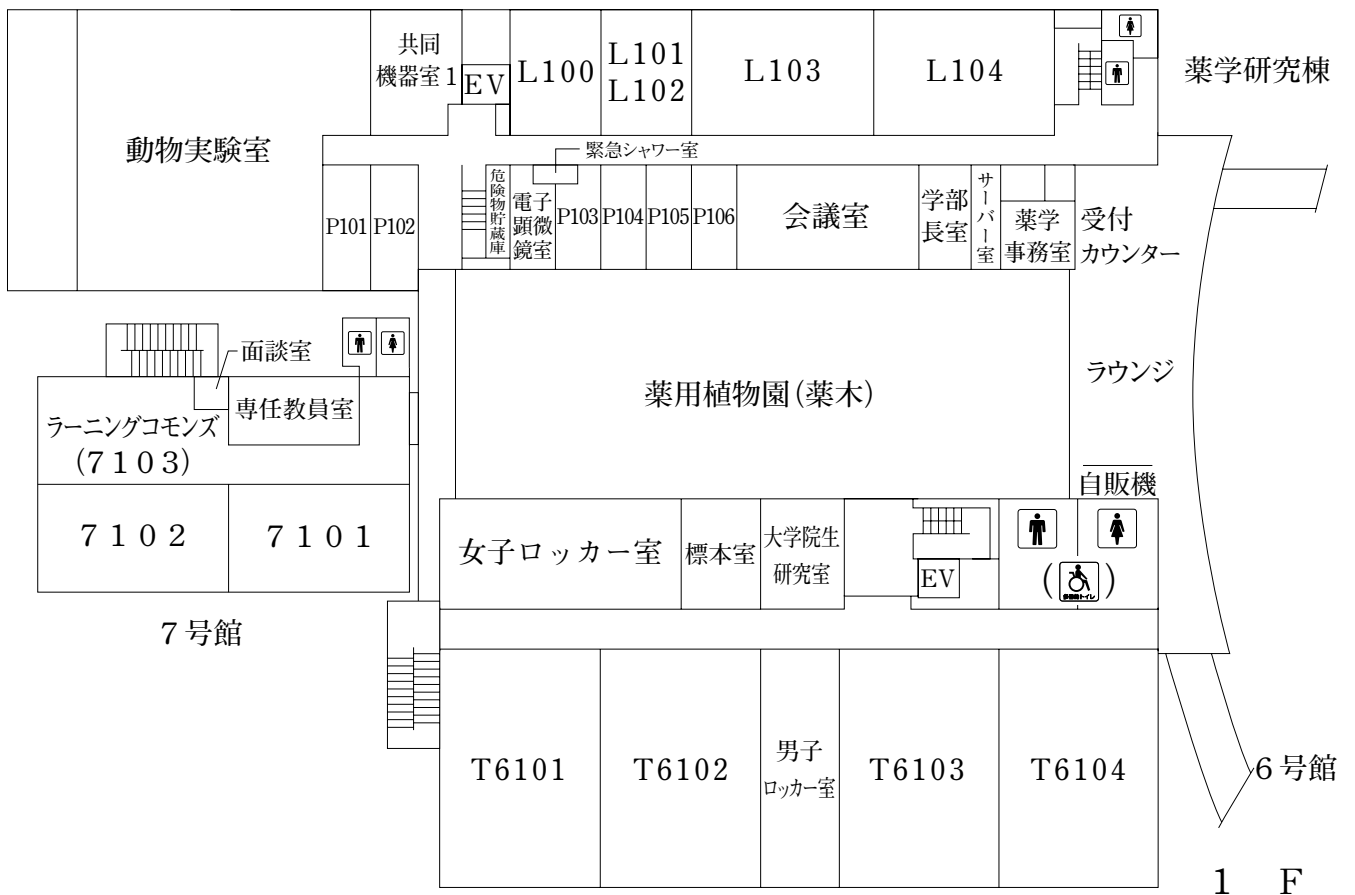 共同
機器室1
EV
L100
L101
L102
L103
L104
薬学研究棟
動物実験室
緊急シャワー室
P101
P102
危険物貯蔵庫
電子
顕微
鏡室
P103
P104
P105
P106
会議室
学部
長室
サーバー室
薬学
事務室
受付
カウンター
面談室
専任教員室
ラーニングコモンズ
(7103)
薬用植物園(薬木)
ラウンジ
自販機
7102
7101
7号館
女子ロッカー室
標本室
大学院生
研究室
EV
( )
T6101
T6102
男子
ロッカー室
T6103
T6104
6号館
1 F